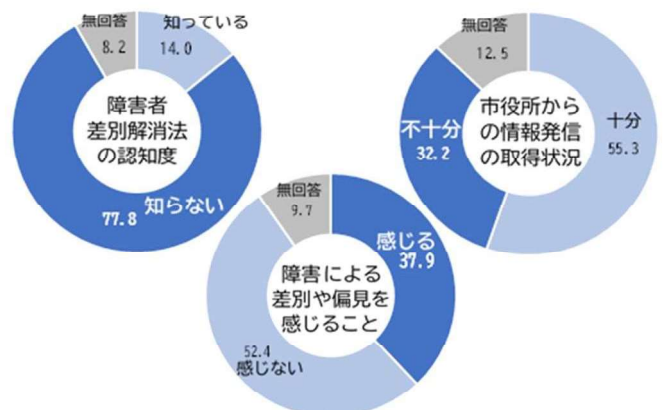 無回答
8.2
知っている
14.0
障害者
差別解消法
の認知度
77.8 知らない
無回答
12.5
十分
55.3
不十分
32.2
市役所から
の情報発信
の取得状況
無回答
9.7
感じる
37.9
障害による
差別や偏見を
感じること
52.4
感じない